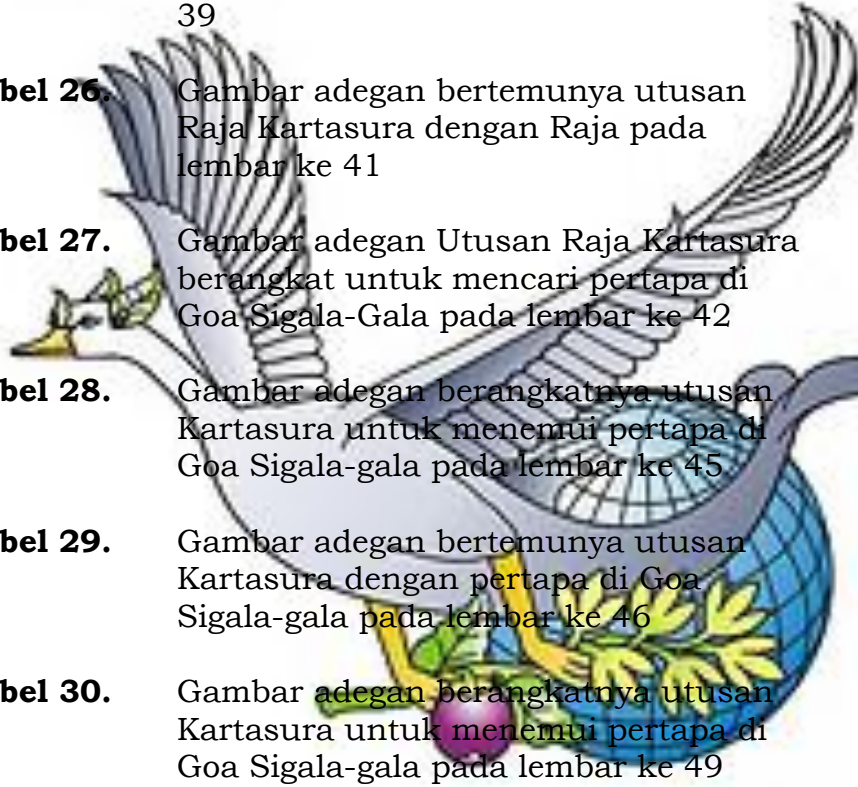 39
bel 26. Gambar adegan bertemunya utusan
Raja Kartasura dengan Raja pada
lembar ke 41
bel 27. Gambar adegan Utusan Raja Kartasura
berangkat untuk mencari pertapa di
Goa Sigala-Gala pada lembar ke 42
bel 28. Gambar adegan berangkatnya utusan
Kartasura untuk menemui pertapa di
Goa Sigala-gala pada lembar ke 45
bel 29. Gambar adegan bertemunya utusan
Kartasura dengan pertapa di Goa
Sigala-gala pada lembar ke 46
bel 30. Gambar adegan berangkatnya utusan
Kartasura untuk menemui pertapa di
Goa Sigala-gala pada lembar ke 49